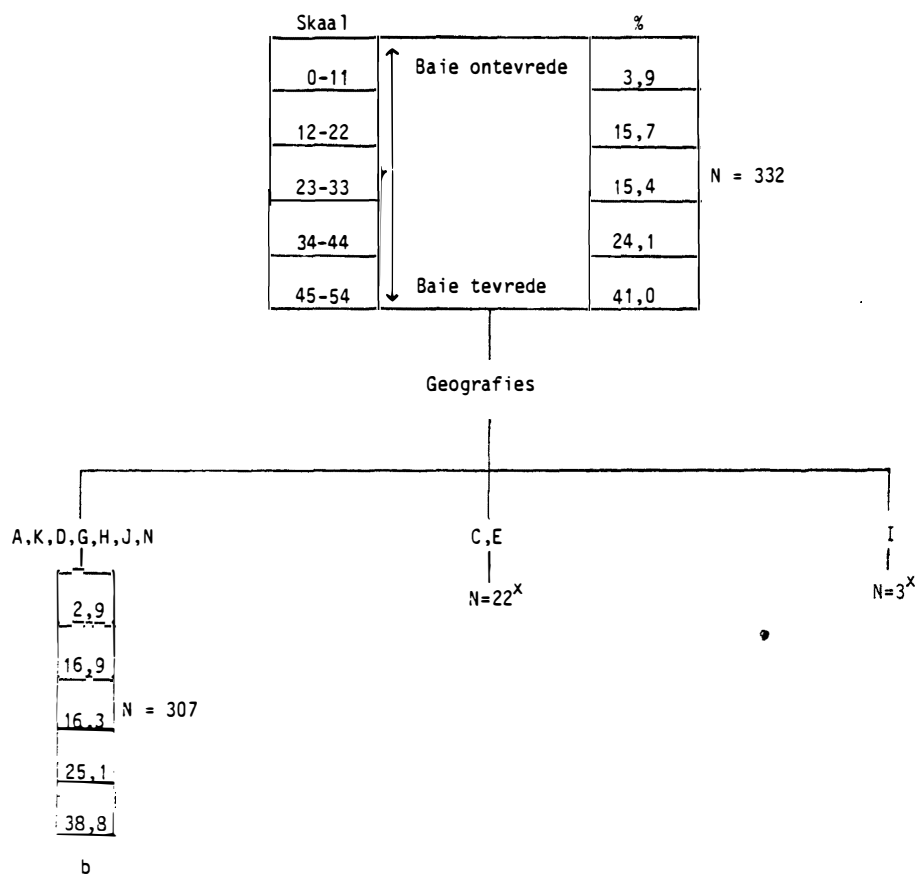 Skaal %
0-11 Baie ontevrede 3,9
12-22 15,7
23-33 15,4 N = 332
34-44 24,1
45-54 Baie tevrede 41,0
Geografies
A,K,D,G,H,J,N C,E I
N=22ˣ N=3ˣ
2,9
16,9
16,3 N = 307
25,1
38,8
b